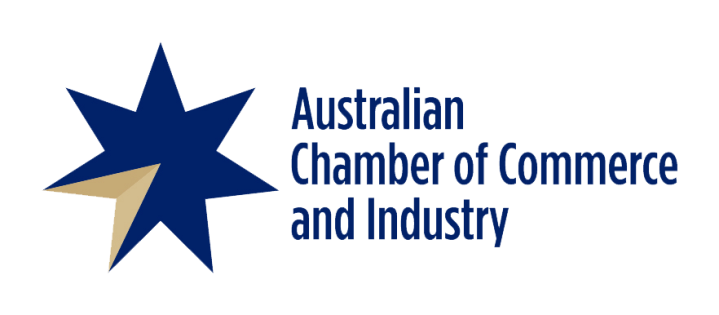 Australian
Chamber of Commerce
and Industry